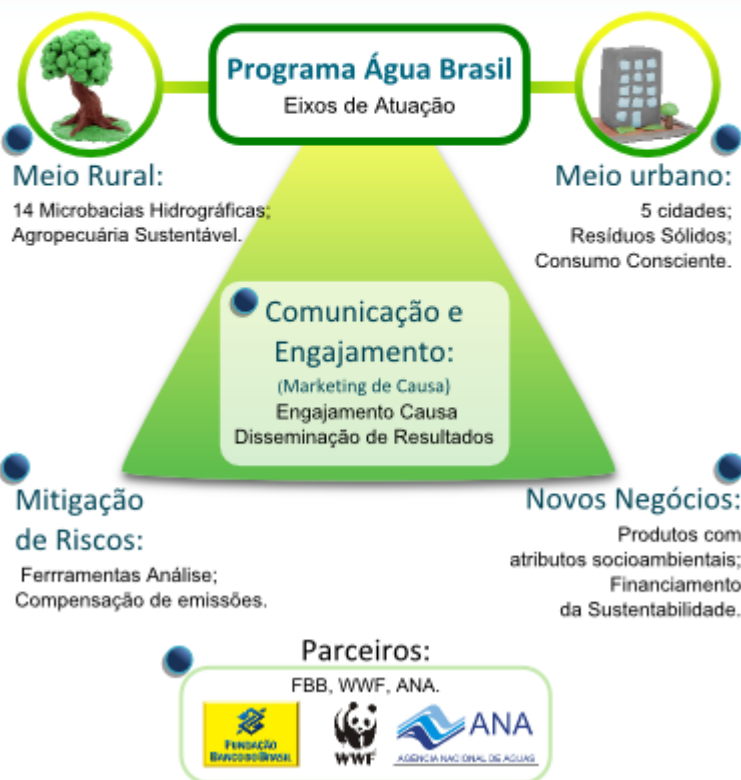 Programa Água Brasil
Eixos de Atuação
Meio Rural:
14 Microbacias Hidrográficas;
Agropecuária Sustentável.
Meio urbano:
5 cidades;
Resíduos Sólidos;
Consumo Consciente.
Comunicação e
Engajamento:
(Marketing de Causa)
Engajamento Causa
Disseminação de Resultados
Mitigação
de Riscos:
Ferrramentas Análise;
Compensação de emissões.
Novos Negócios:
Produtos com
atributos socioambientais;
Financiamento
da Sustentabilidade.
Parceiros:
FBB, WWF, ANA.
FUNDAÇÃO
BANCO DO BRASIL
WWF
ANA
AGÊNCIA NACIONAL DE ÁGUAS